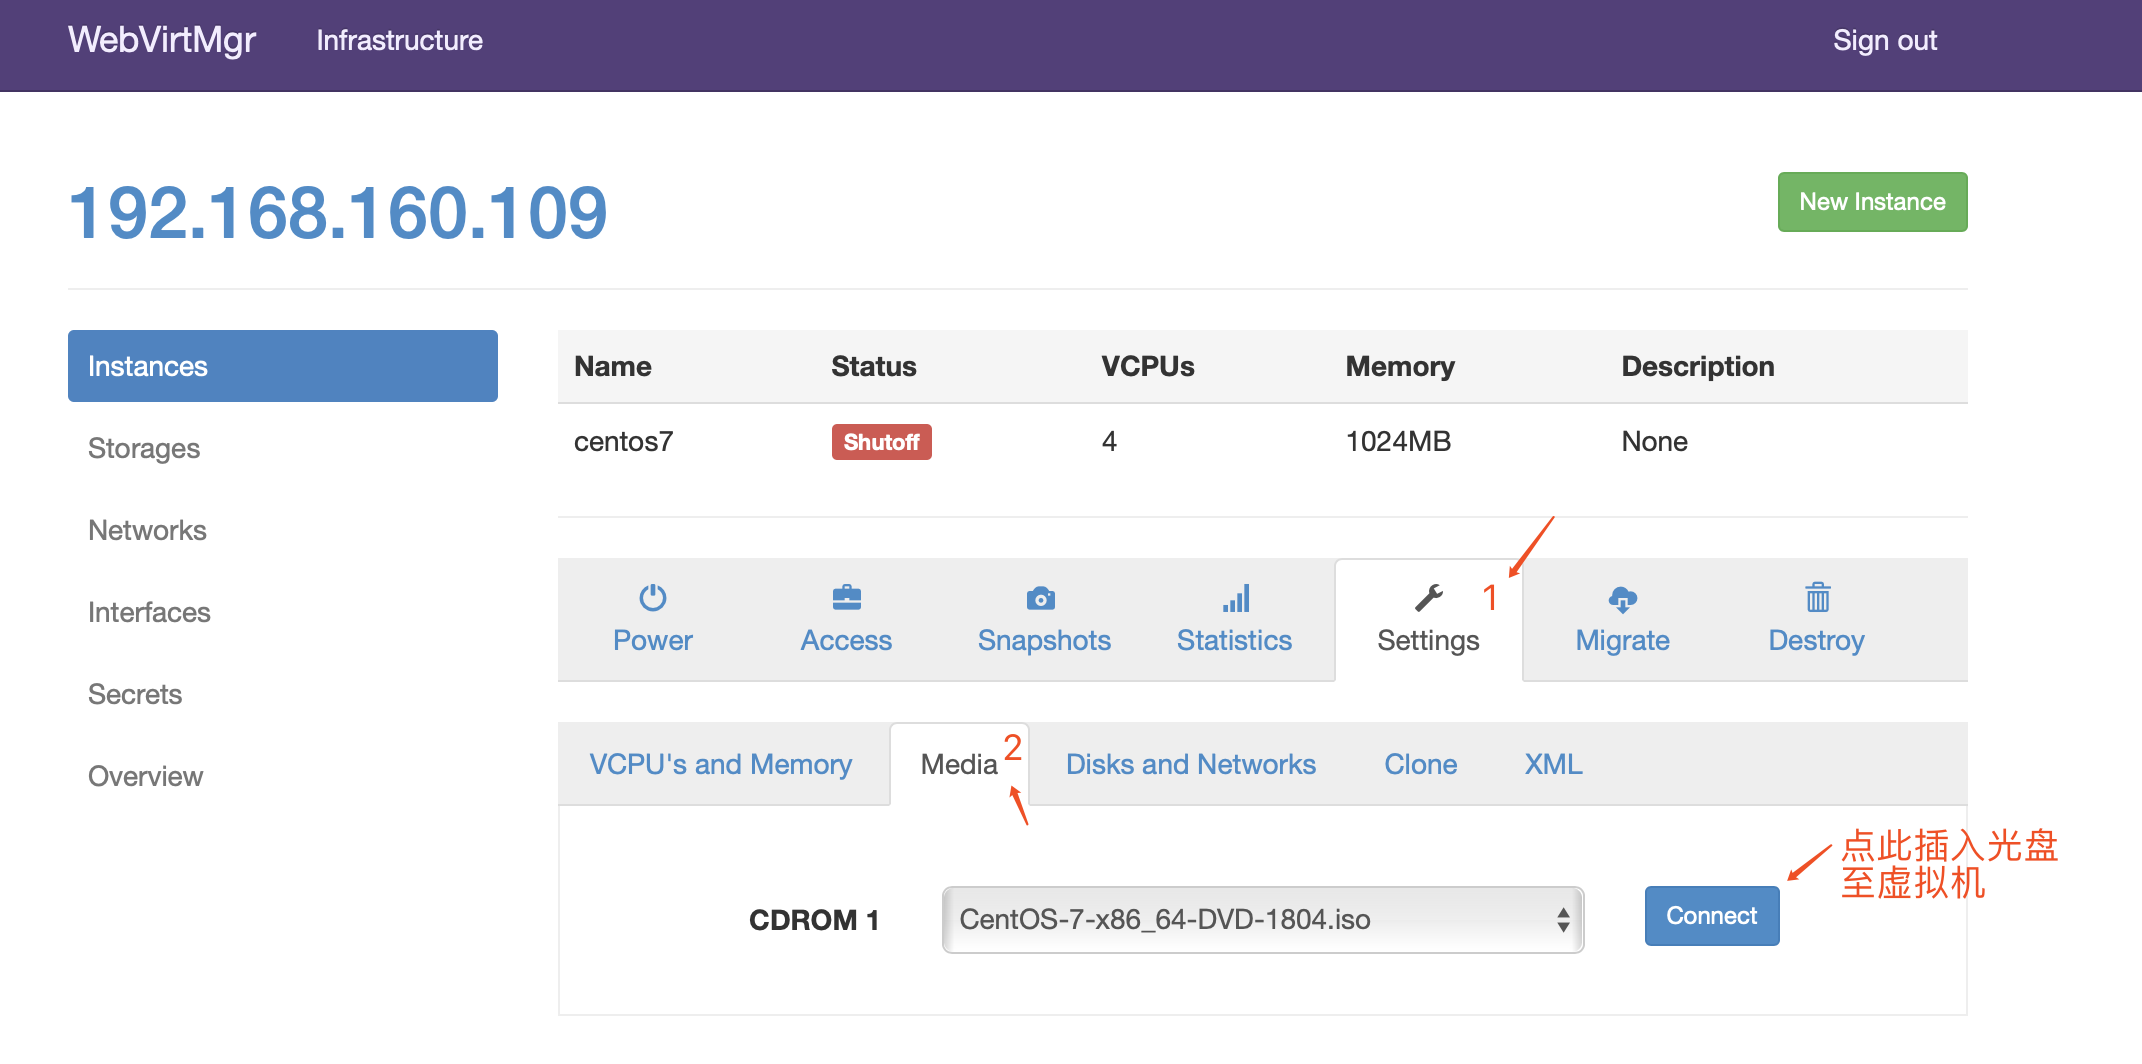 WebVirtMgr Infrastructure Sign out
192.168.160.109
New Instance
Instances
Storages
Networks
Interfaces
Secrets
Overview
Name Status VCPUs Memory Description
centos7 Shutoff 4 1024MB None
1
Power Access Snapshots Statistics Settings Migrate Destroy
2
VCPU's and Memory Media Disks and Networks Clone XML
点此插入光盘
至虚拟机
CDROM 1 CentOS-7-x86_64-DVD-1804.iso Connect